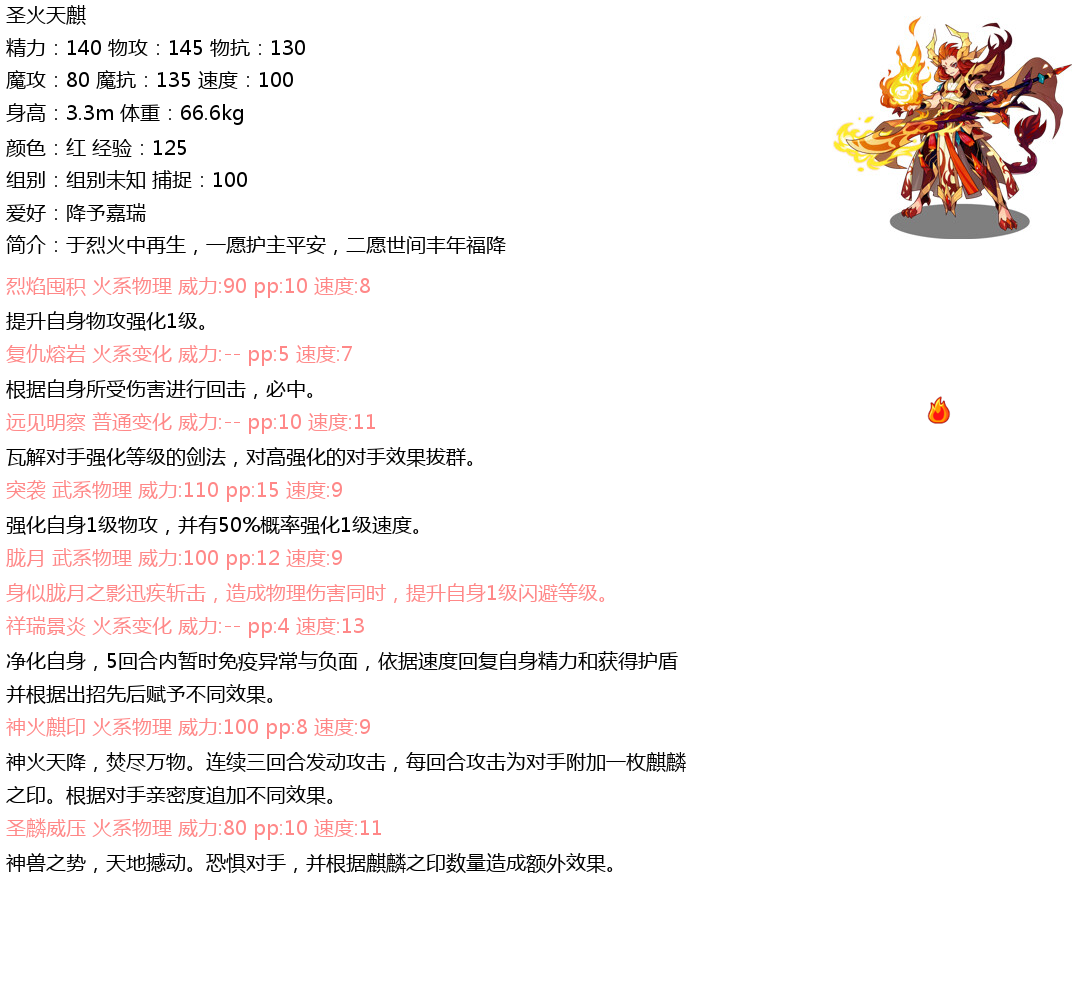 圣火天麒
精力：140 物攻：145 物抗：130
魔攻：80 魔抗：135 速度：100
身高：3.3m 体重：66.6kg
颜色：红 经验：125
组别：组别未知 捕捉：100
爱好：降予嘉瑞
简介：于烈火中再生，一愿护主平安，二愿世间丰年福降
烈焰囤积 火系物理 威力:90 pp:10 速度:8
提升自身物攻强化1级。
复仇熔岩 火系变化 威力:-- pp:5 速度:7
根据自身所受伤害进行回击，必中。
远见明察 普通变化 威力:-- pp:10 速度:11
瓦解对手强化等级的剑法，对高强化的对手效果拔群。
突袭 武系物理 威力:110 pp:15 速度:9
强化自身1级物攻，并有50%概率强化1级速度。
胧月 武系物理 威力:100 pp:12 速度:9
身似胧月之影迅疾斩击，造成物理伤害同时，提升自身1级闪避等级。
祥瑞景炎 火系变化 威力:-- pp:4 速度:13
净化自身，5回合内暂时免疫异常与负面，依据速度回复自身精力和获得护盾
并根据出招先后赋予不同效果。
神火麒印 火系物理 威力:100 pp:8 速度:9
神火天降，焚尽万物。连续三回合发动攻击，每回合攻击为对手附加一枚麒麟
之印。根据对手亲密度追加不同效果。
圣麟威压 火系物理 威力:80 pp:10 速度:11
神兽之势，天地撼动。恐惧对手，并根据麒麟之印数量造成额外效果。